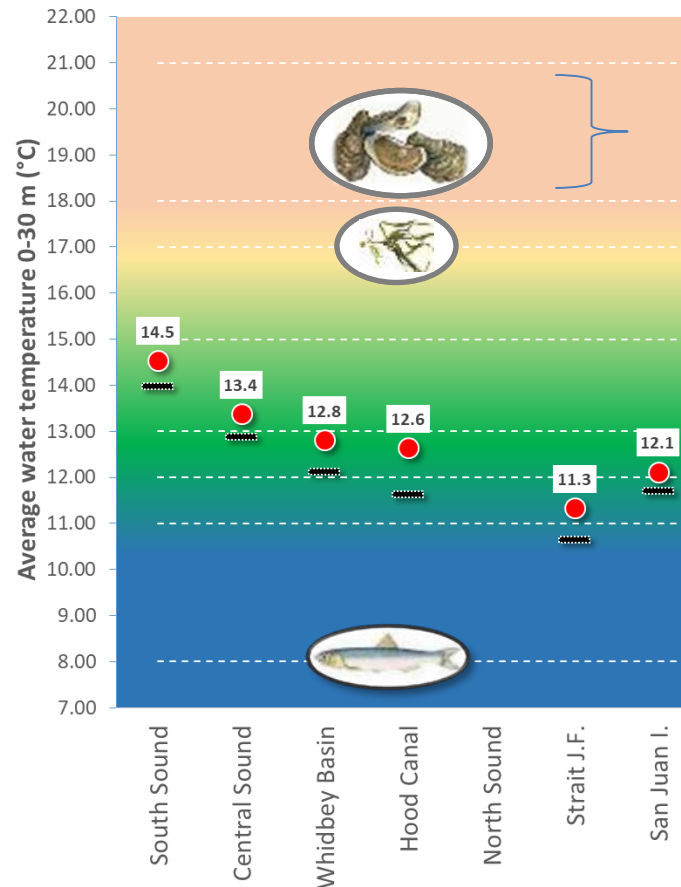 Average water temperature 0-30 m (°C)
22.00
21.00
20.00
19.00
18.00
17.00
16.00
15.00
14.00
13.00
12.00
11.00
10.00
9.00
8.00
7.00
14.5
13.4
12.8
12.6
11.3
12.1
South Sound
Central Sound
Whidbey Basin
Hood Canal
North Sound
Strait J.F.
San Juan I.